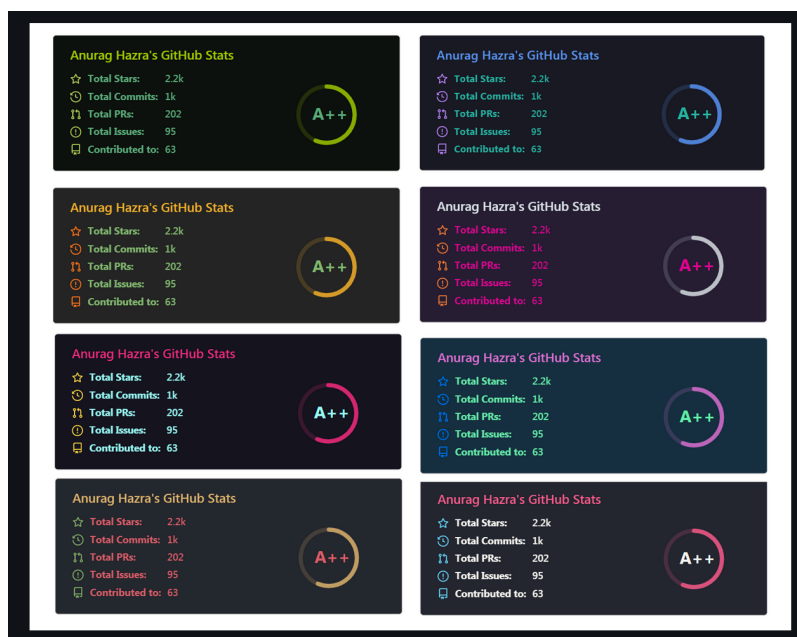 Anurag Hazra's GitHub Stats
Total Stars: 2.2k
Total Commits: 1k
Total PRs: 202
Total Issues: 95
Contributed to: 63
A++
Anurag Hazra's GitHub Stats
Total Stars: 2.2k
Total Commits: 1k
Total PRs: 202
Total Issues: 95
Contributed to: 63
A++
Anurag Hazra's GitHub Stats
Total Stars: 2.2k
Total Commits: 1k
Total PRs: 202
Total Issues: 95
Contributed to: 63
A++
Anurag Hazra's GitHub Stats
Total Stars: 2.2k
Total Commits: 1k
Total PRs: 202
Total Issues: 95
Contributed to: 63
A++
Anurag Hazra's GitHub Stats
Total Stars: 2.2k
Total Commits: 1k
Total PRs: 202
Total Issues: 95
Contributed to: 63
A++
Anurag Hazra's GitHub Stats
Total Stars: 2.2k
Total Commits: 1k
Total PRs: 202
Total Issues: 95
Contributed to: 63
A++
Anurag Hazra's GitHub Stats
Total Stars: 2.2k
Total Commits: 1k
Total PRs: 202
Total Issues: 95
Contributed to: 63
A++
Anurag Hazra's GitHub Stats
Total Stars: 2.2k
Total Commits: 1k
Total PRs: 202
Total Issues: 95
Contributed to: 63
A++